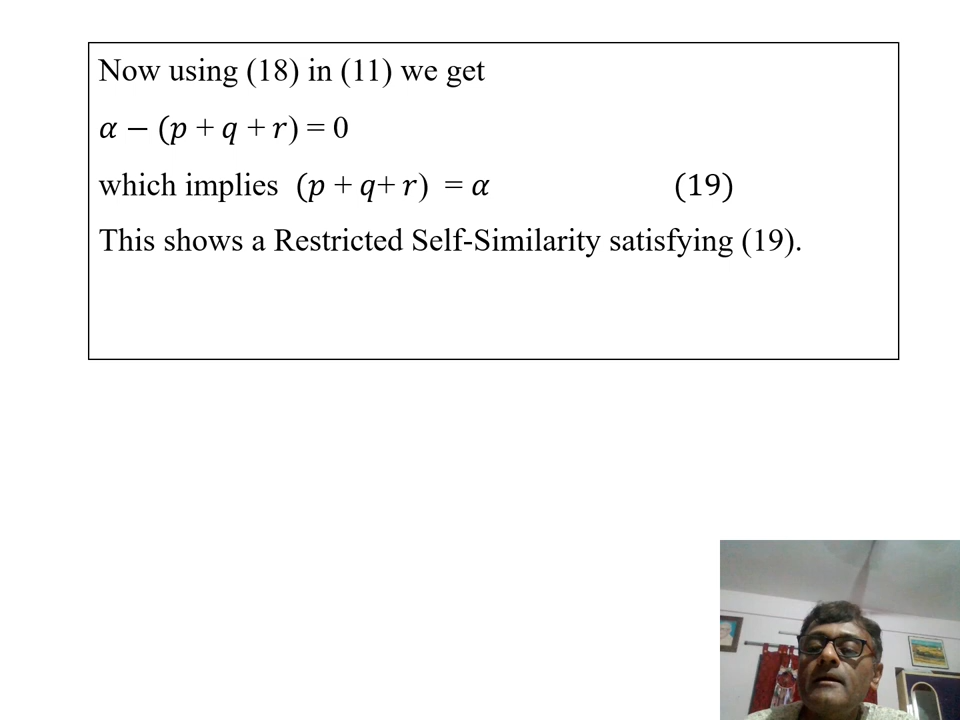 Now using (18) in (11) we get
𝛼 − (𝑝 + 𝑞 + 𝑟) = 0
which implies (𝑝 + 𝑞+ 𝑟) = 𝛼 (19)
This shows a Restricted Self-Similarity satisfying (19).